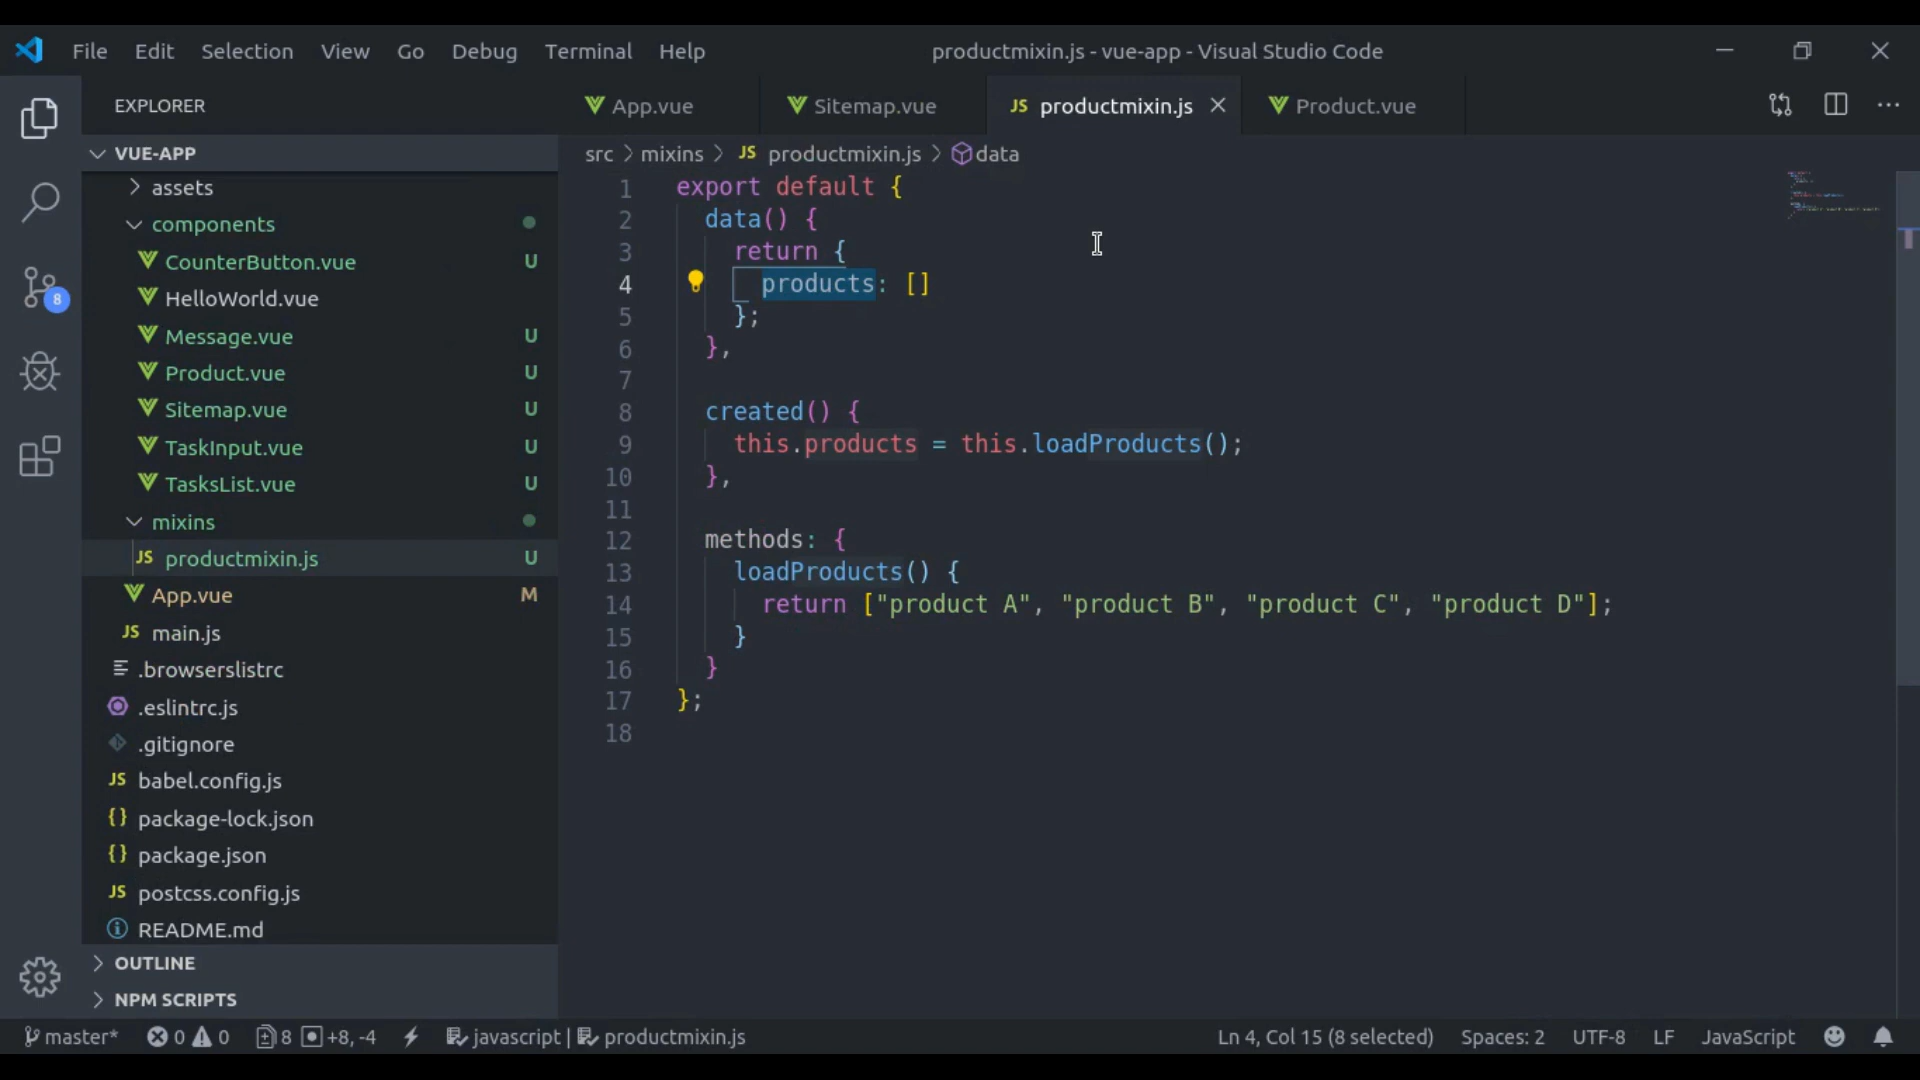 File Edit Selection View Go Debug Terminal Help productmixin.js - vue-app - Visual Studio Code
EXPLORER
App.vue Sitemap.vue JS productmixin.js Product.vue
VUE-APP
src > mixins > JS productmixin.js > data
assets
components
CounterButton.vue U
HelloWorld.vue
Message.vue U
Product.vue U
Sitemap.vue U
TaskInput.vue U
TasksList.vue U
mixins
JS productmixin.js U
App.vue M
JS main.js
.browserslistrc
.eslintrc.js
.gitignore
JS babel.config.js
{} package-lock.json
{} package.json
JS postcss.config.js
README.md
OUTLINE
NPM SCRIPTS
8
1 export default {
2 data() {
3 return {
4 products: []
5 };
6 },
7
8 created() {
9 this.products = this.loadProducts();
10 },
11
12 methods: {
13 loadProducts() {
14 return ["product A", "product B", "product C", "product D"];
15 }
16 }
17 };
18
master* 0 0 8 +8, -4 javascript | productmixin.js Ln 4, Col 15 (8 selected) Spaces: 2 UTF-8 LF JavaScript